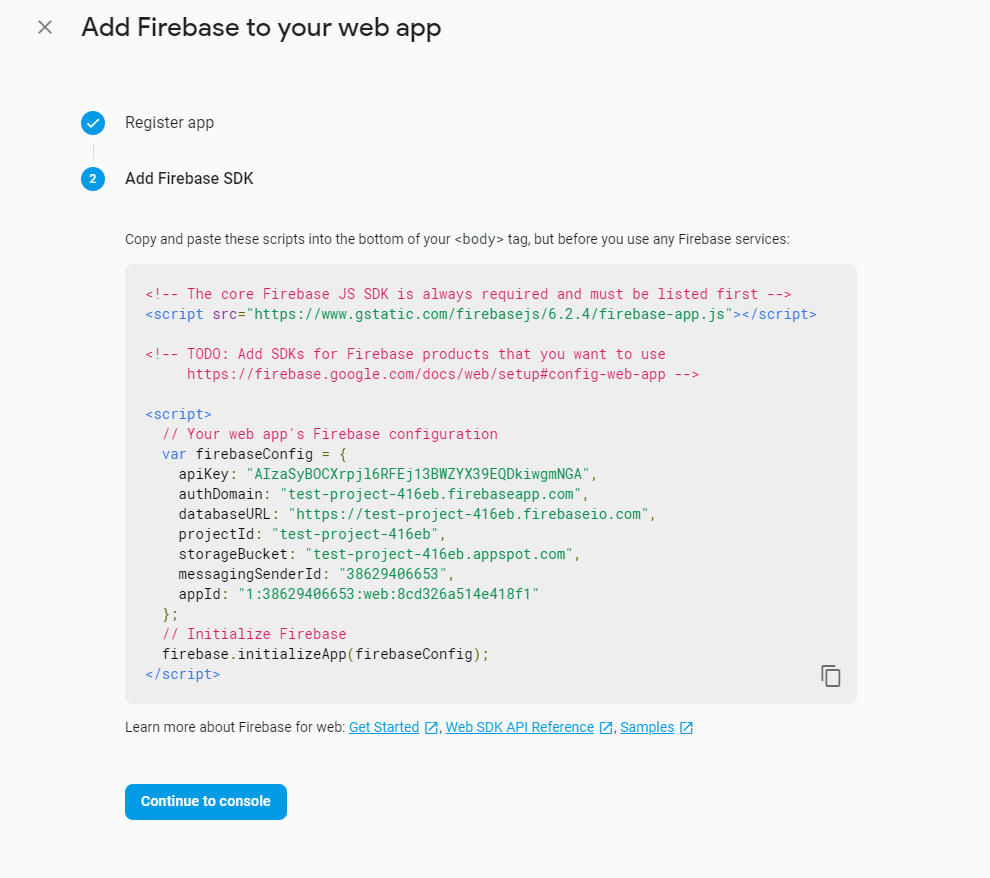 Add Firebase to your web app
Register app
2 Add Firebase SDK
Copy and paste these scripts into the bottom of your <body> tag, but before you use any Firebase services:
<!-- The core Firebase JS SDK is always required and must be listed first -->
<script src="https://www.gstatic.com/firebasejs/6.2.4/firebase-app.js"></script>
<!-- TODO: Add SDKs for Firebase products that you want to use
https://firebase.google.com/docs/web/setup#config-web-app -->
<script>
// Your web app's Firebase configuration
var firebaseConfig = {
apiKey: "AIzaSyBOCXrpjl6RFEj13BWZYX39EQDkiwgmNGA",
authDomain: "test-project-416eb.firebaseapp.com",
databaseURL: "https://test-project-416eb.firebaseio.com",
projectId: "test-project-416eb",
storageBucket: "test-project-416eb.appspot.com",
messagingSenderId: "38629406653",
appId: "1:38629406653:web:8cd326a514e418f1"
};
// Initialize Firebase
firebase.initializeApp(firebaseConfig);
</script>
Learn more about Firebase for web: Get Started , Web SDK API Reference , Samples
Continue to console